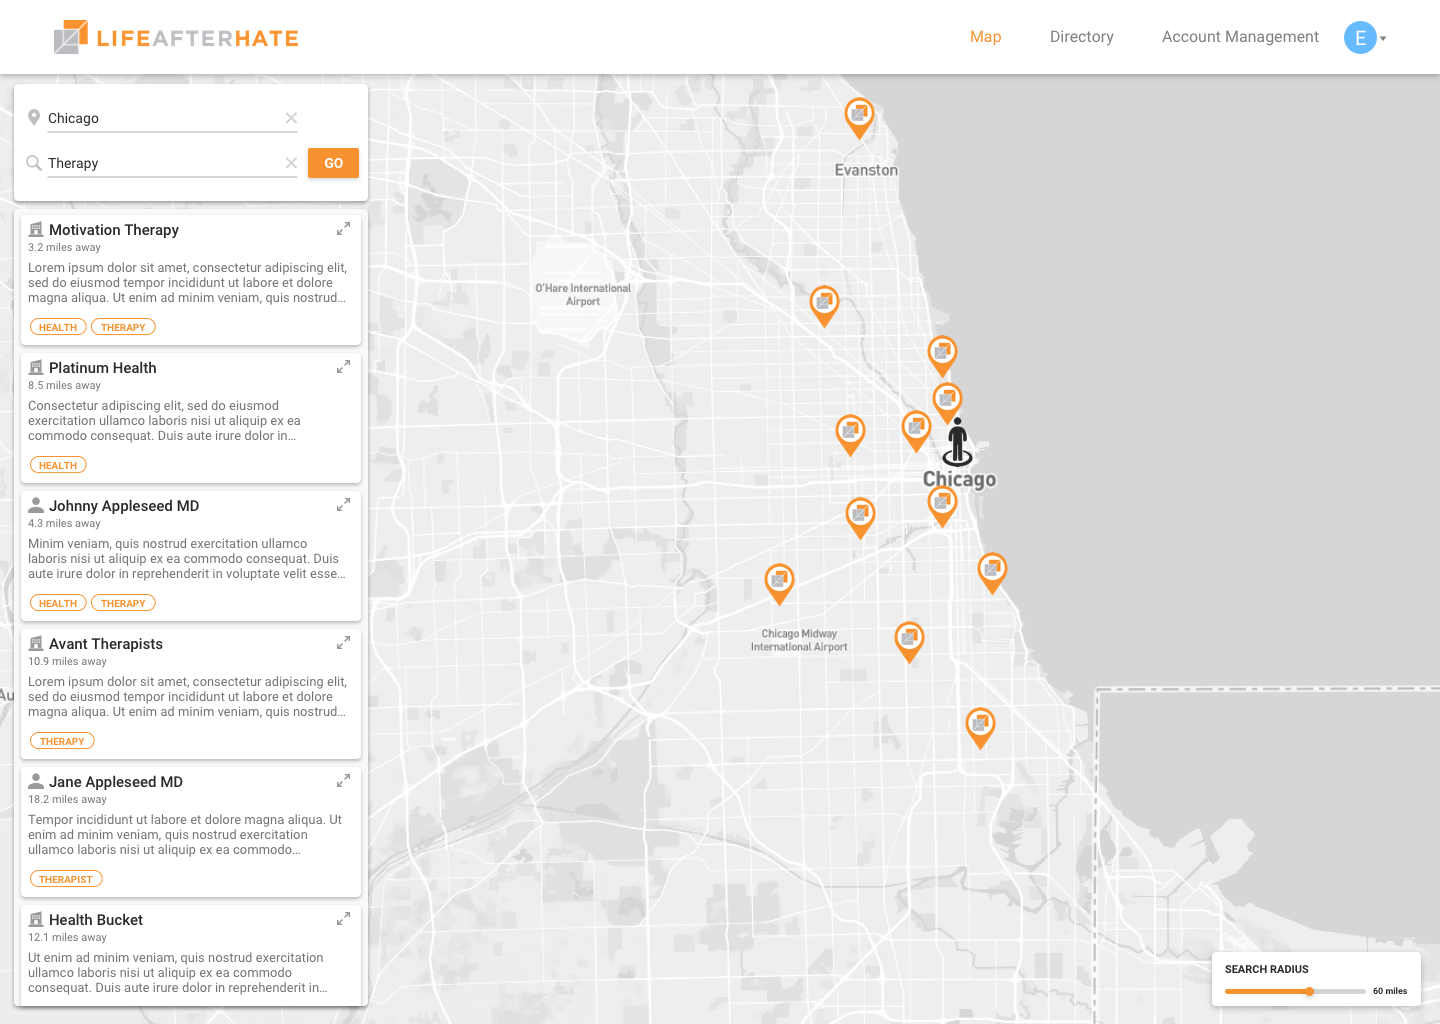 LIFEAFTERHATE
Map
Directory
Account Management
E
Chicago
Therapy
GO
Motivation Therapy
3.2 miles away
Lorem ipsum dolor sit amet, consectetur adipiscing elit,
sed do eiusmod tempor incididunt ut labore et dolore
magna aliqua. Ut enim ad minim veniam, quis nostrud...
HEALTH
THERAPY
Platinum Health
8.5 miles away
Consectetur adipiscing elit, sed do eiusmod
exercitation ullamco laboris nisi ut aliquip ex ea
commodo consequat. Duis aute irure dolor in...
HEALTH
Johnny Appleseed MD
4.3 miles away
Minim veniam, quis nostrud exercitation ullamco
laboris nisi ut aliquip ex ea commodo consequat. Duis
aute irure dolor in reprehenderit in voluptate velit esse...
HEALTH
THERAPY
Avant Therapists
10.9 miles away
Lorem ipsum dolor sit amet, consectetur adipiscing elit,
sed do eiusmod tempor incididunt ut labore et dolore
magna aliqua. Ut enim ad minim veniam, quis nostrud...
THERAPY
Jane Appleseed MD
18.2 miles away
Tempor incididunt ut labore et dolore magna aliqua. Ut
enim ad minim veniam, quis nostrud exercitation
ullamco laboris nisi ut aliquip ex ea commodo...
THERAPIST
Health Bucket
12.1 miles away
Ut enim ad minim veniam, quis nostrud exercitation
ullamco laboris nisi ut aliquip ex ea commodo
consequat. Duis aute irure dolor in reprehenderit in...
Au
Evanston
O'Hare International
Airport
Chicago
Chicago Midway
International Airport
SEARCH RADIUS
60 miles